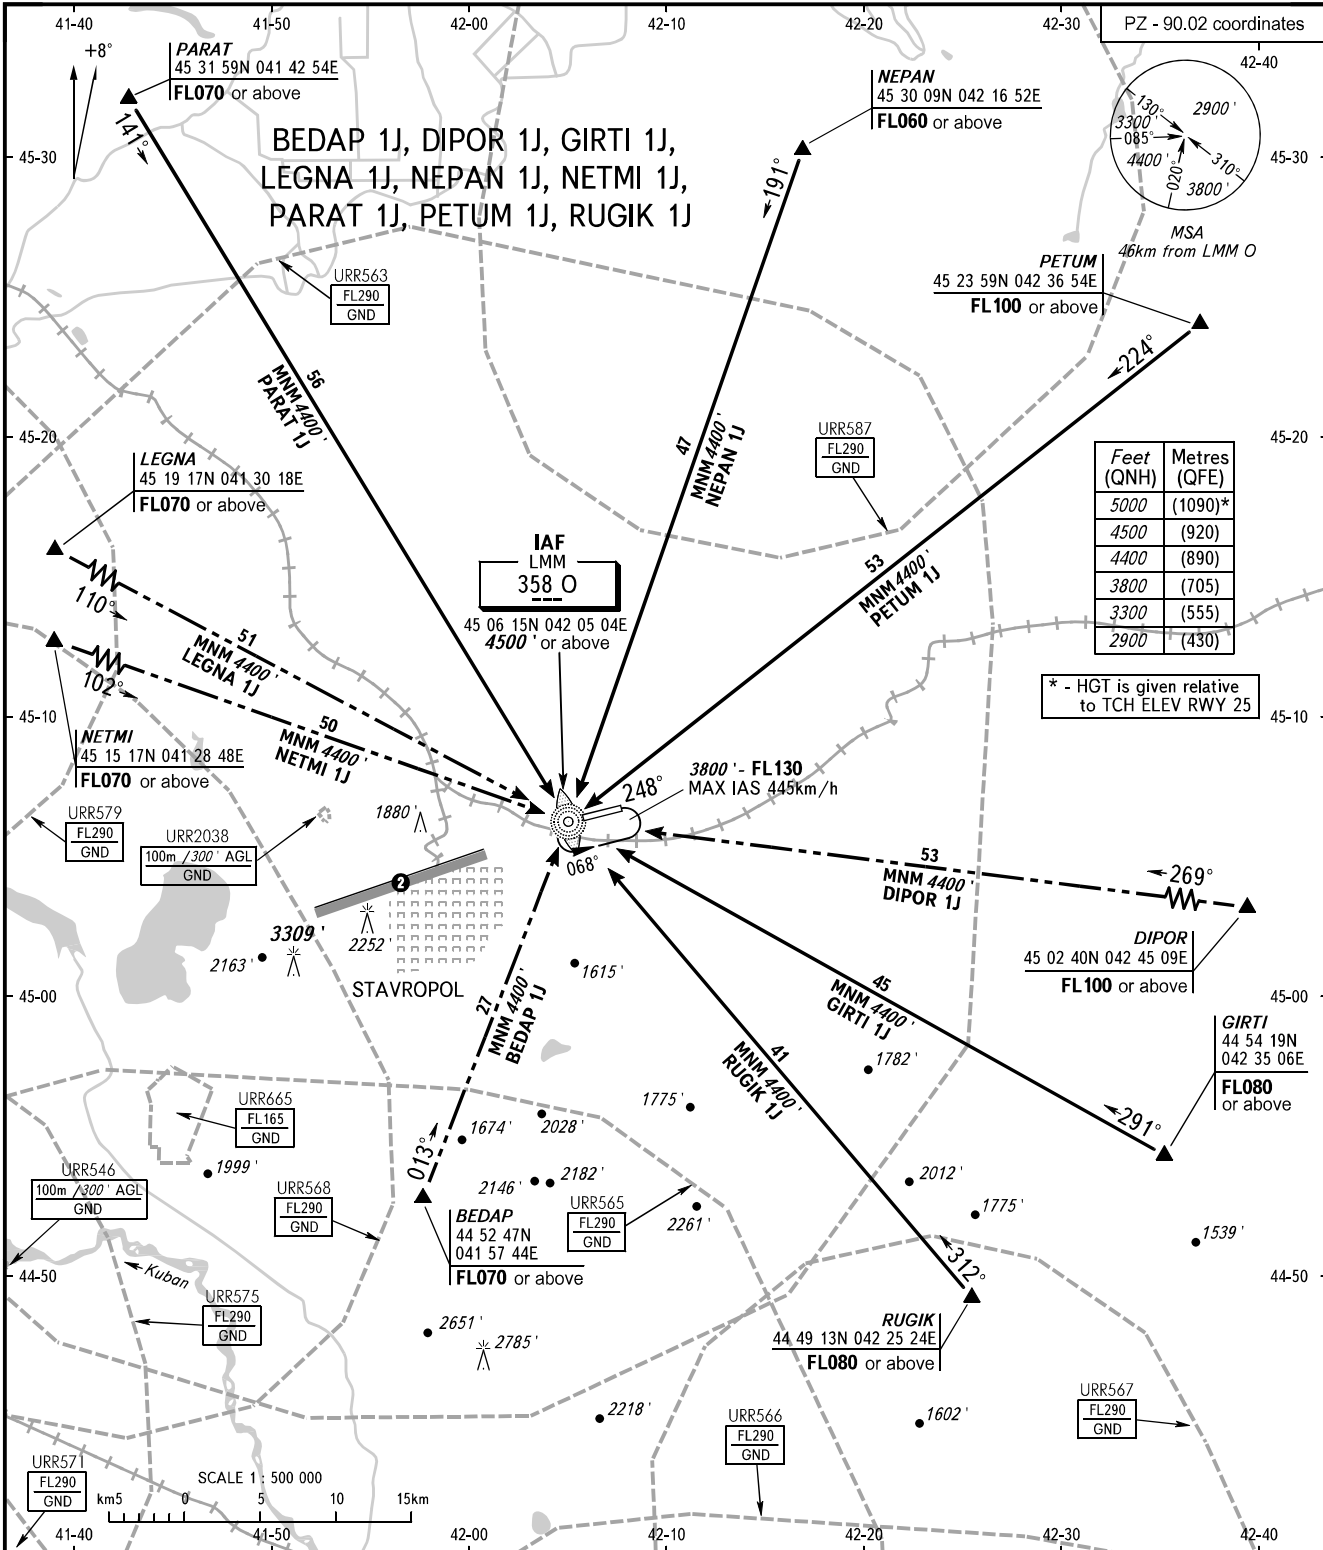 41-40
41-50
42-00
42-10
42-20
42-30
PZ - 90.02 coordinates
42-40
+8°
PARAT
45 31 59N 041 42 54E
FL070 or above
141°
BEDAP 1J, DIPOR 1J, GIRTI 1J,
LEGNA 1J, NEPAN 1J, NETMI 1J,
PARAT 1J, PETUM 1J, RUGIK 1J
NEPAN
45 30 09N 042 16 52E
FL060 or above
191°
130°
2900'
3300'
085°
4400'
310°
020°
3800'
MSA
46km from LMM O
45-30
45-30
PETUM
45 23 59N 042 36 54E
FL100 or above
224°
URR563
FL290
GND
56
MNM 4400'
PARAT 1J
47
MNM 4400'
NEPAN 1J
URR587
FL290
GND
45-20
45-20
Feet (QNH) Metres (QFE)
5000 (1090)*
4500 (920)
4400 (890)
3800 (705)
3300 (555)
2900 (430)
* - HGT is given relative
to TCH ELEV RWY 25
LEGNA
45 19 17N 041 30 18E
FL070 or above
110°
51
MNM 4400'
LEGNA 1J
IAF
LMM
358 O
45 06 15N 042 05 04E
4500' or above
53
MNM 4400'
PETUM 1J
102°
50
MNM 4400'
NETMI 1J
45-10
45-10
NETMI
45 15 17N 041 28 48E
FL070 or above
3800' - FL130
MAX IAS 445km/h
248°
068°
URR579
FL290
GND
URR2038
100m /300' AGL
GND
1880'
2
53
MNM 4400'
DIPOR 1J
269°
DIPOR
45 02 40N 042 45 09E
FL100 or above
3309'
2163'
2252'
STAVROPOL
1615'
45-00
45-00
27
MNM 4400'
BEDAP 1J
45
MNM 4400'
GIRTI 1J
41
MNM 4400'
RUGIK 1J
1782'
GIRTI
44 54 19N
042 35 06E
FL080
or above
291°
URR665
FL165
GND
1775'
1674'
2028'
013°
URR546
100m /300' AGL
GND
1999'
URR568
FL290
GND
2146'
2182'
URR565
FL290
GND
2261'
2012'
1775'
1539'
BEDAP
44 52 47N
041 57 44E
FL070 or above
312°
44-50
44-50
Kuban
URR575
FL290
GND
2651'
2785'
RUGIK
44 49 13N 042 25 24E
FL080 or above
2218'
URR566
FL290
GND
1602'
URR567
FL290
GND
URR571
FL290
GND
SCALE 1 : 500 000
km5 0 5 10 15km
41-40
41-50
42-00
42-10
42-20
42-30
42-40